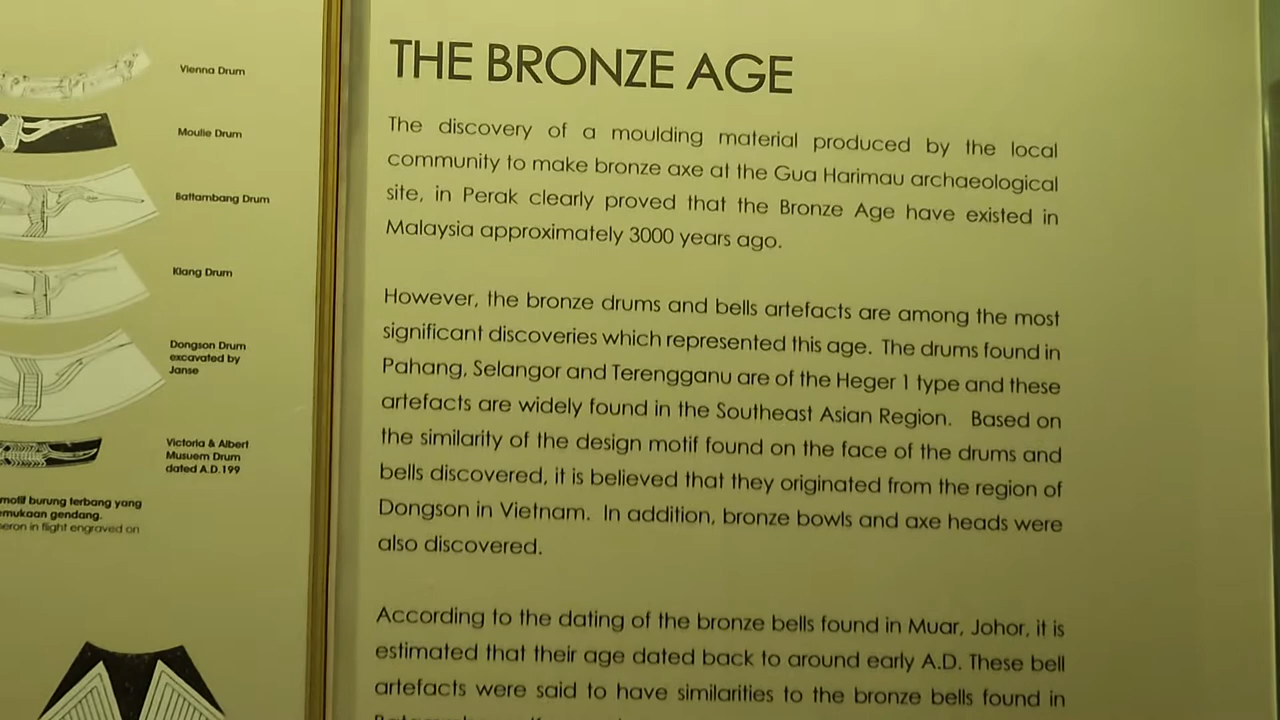 Vienna Drum
Moulie Drum
Battambang Drum
Klang Drum
Dongson Drum
excavated by
Janse
Victoria & Albert
Musuem Drum
dated A.D.199
motif burung terbang yang
gendang.
heron in flight engraved on
THE BRONZE AGE
The discovery of a moulding material produced by the local
community to make bronze axe at the Gua Harimau archaeological
site, in Perak clearly proved that the Bronze Age have existed in
Malaysia approximately 3000 years ago.
However, the bronze drums and bells artefacts are among the most
significant discoveries which represented this age. The drums found in
Pahang, Selangor and Terengganu are of the Heger 1 type and these
artefacts are widely found in the Southeast Asian Region. Based on
the similarity of the design motif found on the face of the drums and
bells discovered, it is believed that they originated from the region of
Dongson in Vietnam. In addition, bronze bowls and axe heads were
also discovered.
According to the dating of the bronze bells found in Muar, Johor, it is
estimated that their age dated back to around early A.D. These bell
artefacts were said to have similarities to the bronze bells found in